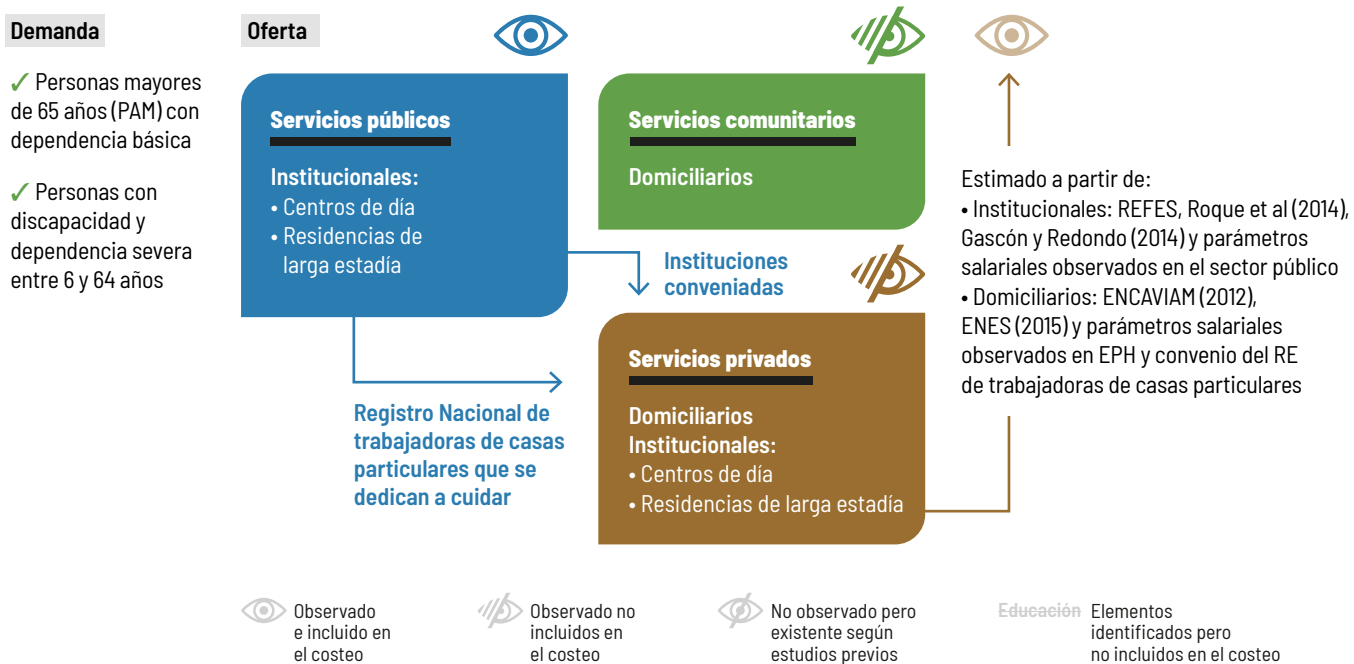 Demanda
✓ Personas mayores
de 65 años (PAM) con
dependencia básica
✓ Personas con
discapacidad y
dependencia severa
entre 6 y 64 años
Oferta
Servicios públicos
Institucionales:
• Centros de día
• Residencias de
larga estadía
Servicios comunitarios
Domiciliarios
Instituciones
conveniadas
Registro Nacional de
trabajadoras de casas
particulares que se
dedican a cuidar
Servicios privados
Domiciliarios
Institucionales:
• Centros de día
• Residencias de larga estadía
Estimado a partir de:
• Institucionales: REFES, Roque et al (2014),
Gascón y Redondo (2014) y parámetros
salariales observados en el sector público
• Domiciliarios: ENCAVIAM (2012),
ENES (2015) y parámetros salariales
observados en EPH y convenio del RE
de trabajadoras de casas particulares
Observado
e incluido en
el costeo
Observado no
incluidos en
el costeo
No observado pero
existente según
estudios previos
Educación Elementos
identificados pero
no incluidos en el costeo